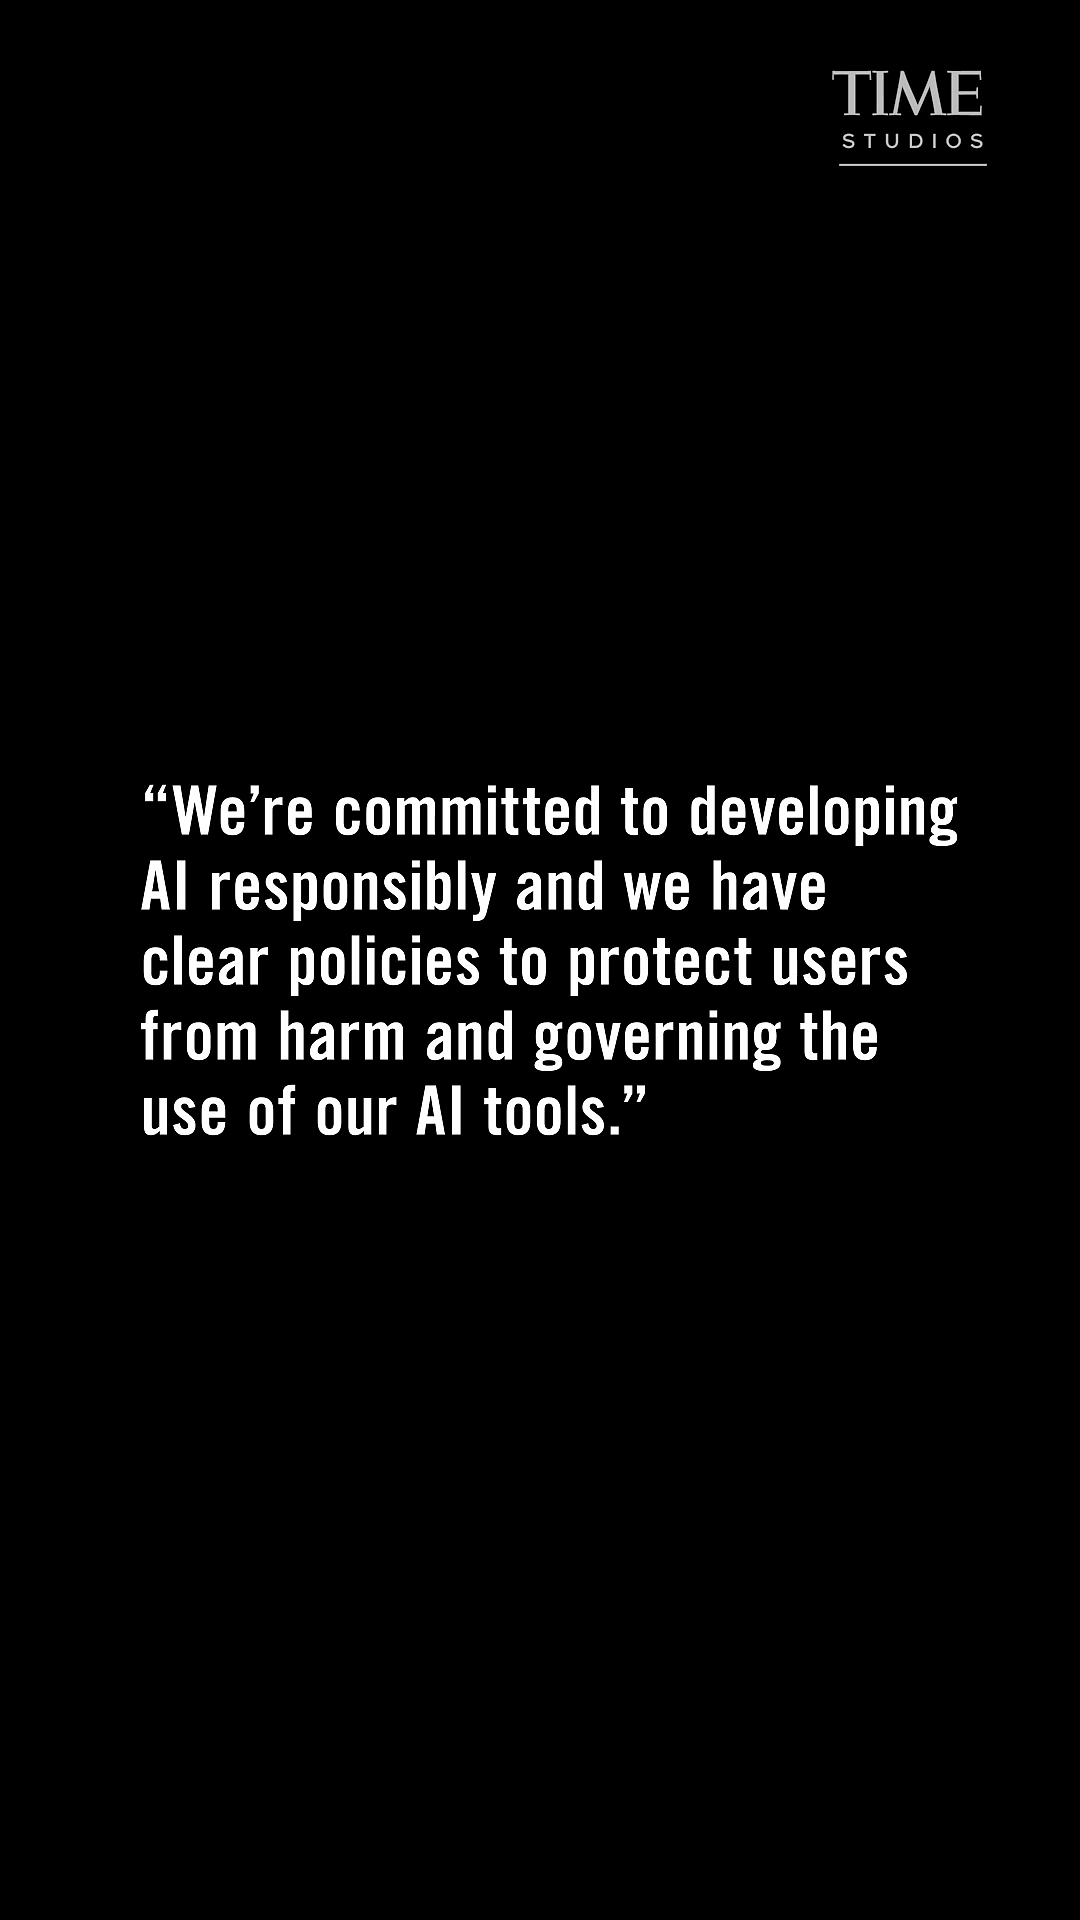 TIME
STUDIOS
“We’re committed to developing
AI responsibly and we have
clear policies to protect users
from harm and governing the
use of our AI tools.”